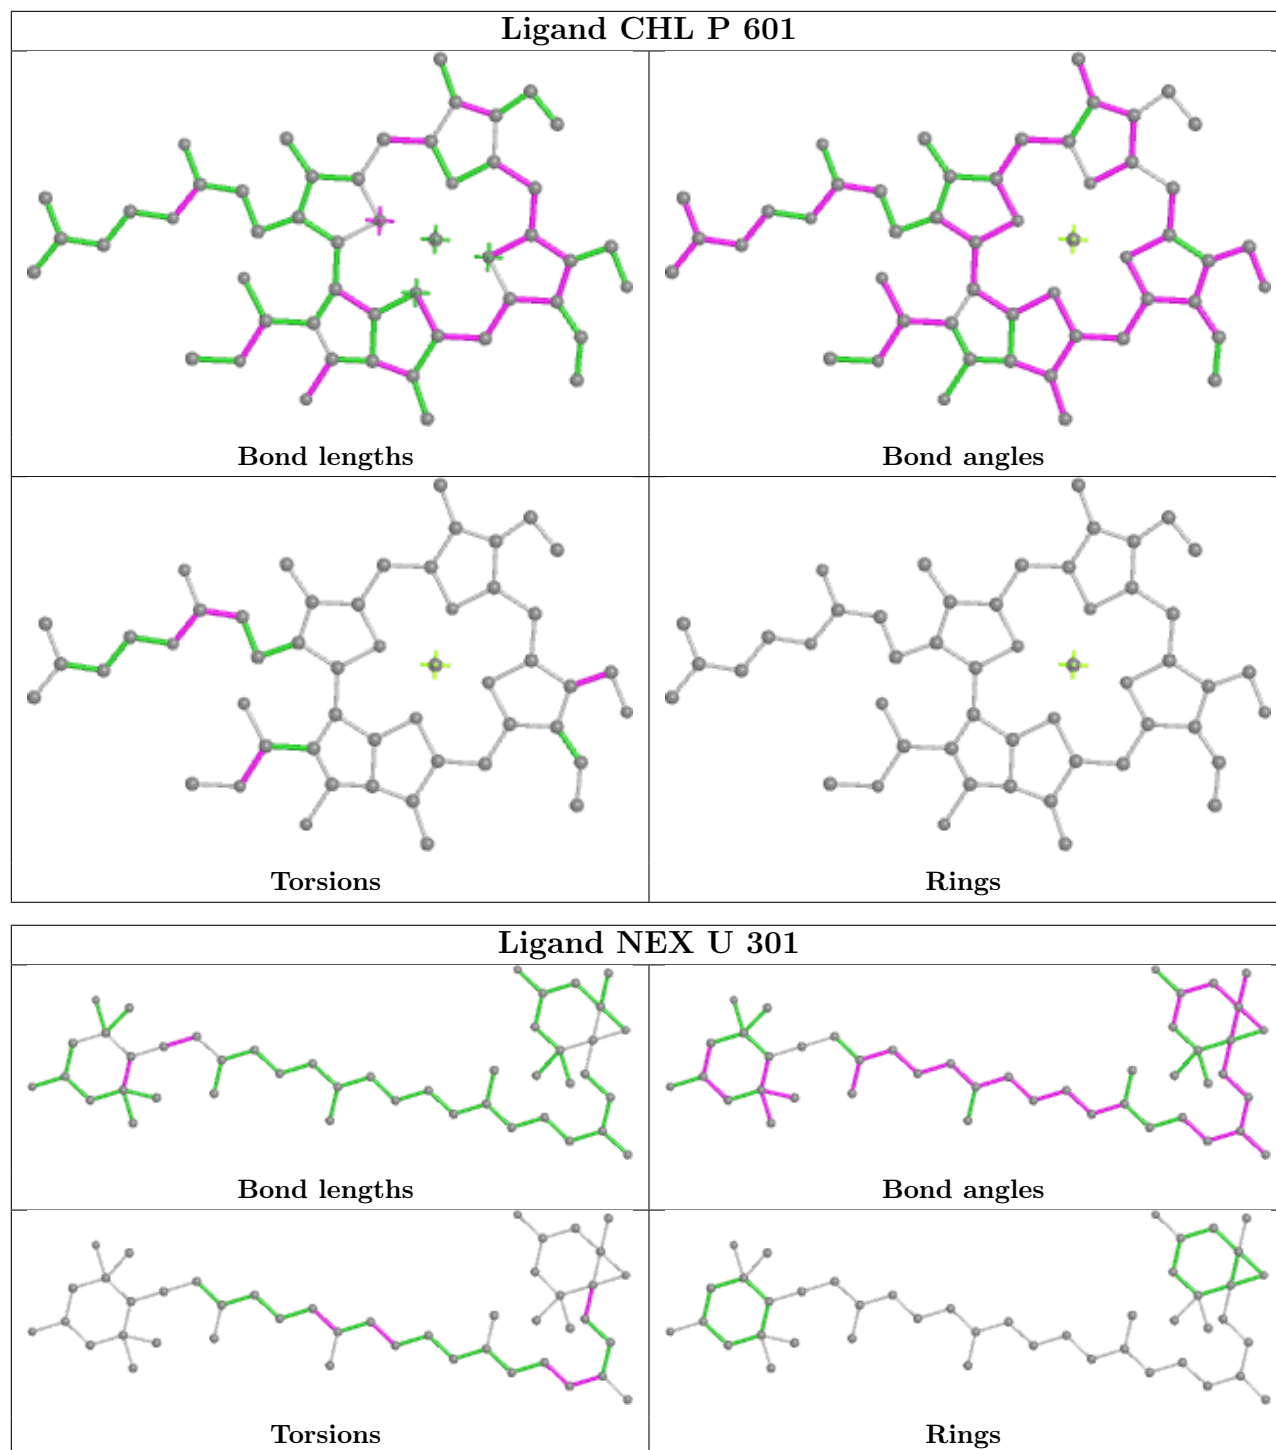 Ligand CHL P 601
Bond lengths
Bond angles
Torsions
Rings
Ligand NEX U 301
Bond lengths
Bond angles
Torsions
Rings